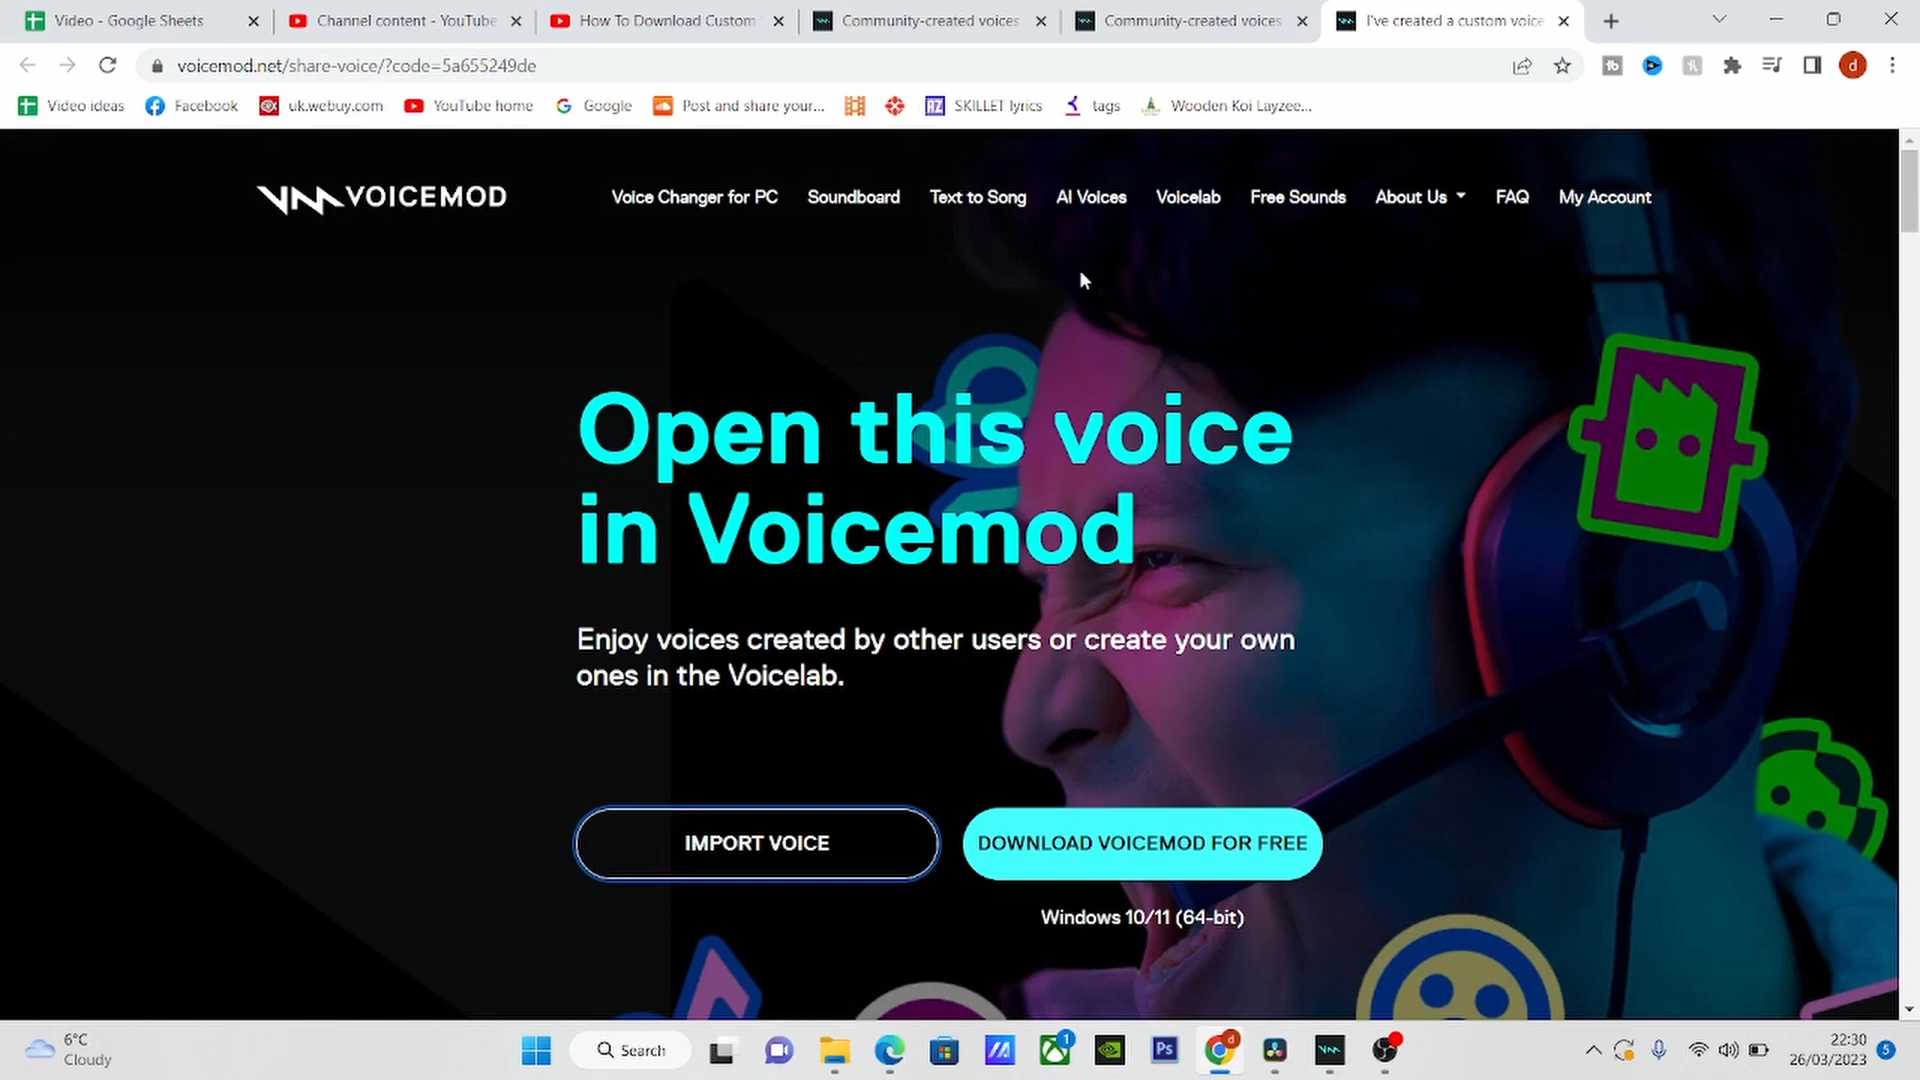 Video - Google Sheets
Channel content - YouTube
How To Download Custom
Community-created voices
Community-created voices
I've created a custom voice
voicemod.net/share-voice/?code=5a655249de
Video ideas
Facebook
uk.webuy.com
YouTube home
Google
Post and share your...
SKILLET lyrics
tags
Wooden Koi Layzee...
VOICEMOD
Voice Changer for PC
Soundboard
Text to Song
AI Voices
Voicelab
Free Sounds
About Us
FAQ
My Account
Open this voice
in Voicemod
Enjoy voices created by other users or create your own
ones in the Voicelab.
IMPORT VOICE
DOWNLOAD VOICEMOD FOR FREE
Windows 10/11 (64-bit)
6°C
Cloudy
Search
1
Ps
d
22:30
26/03/2023
5